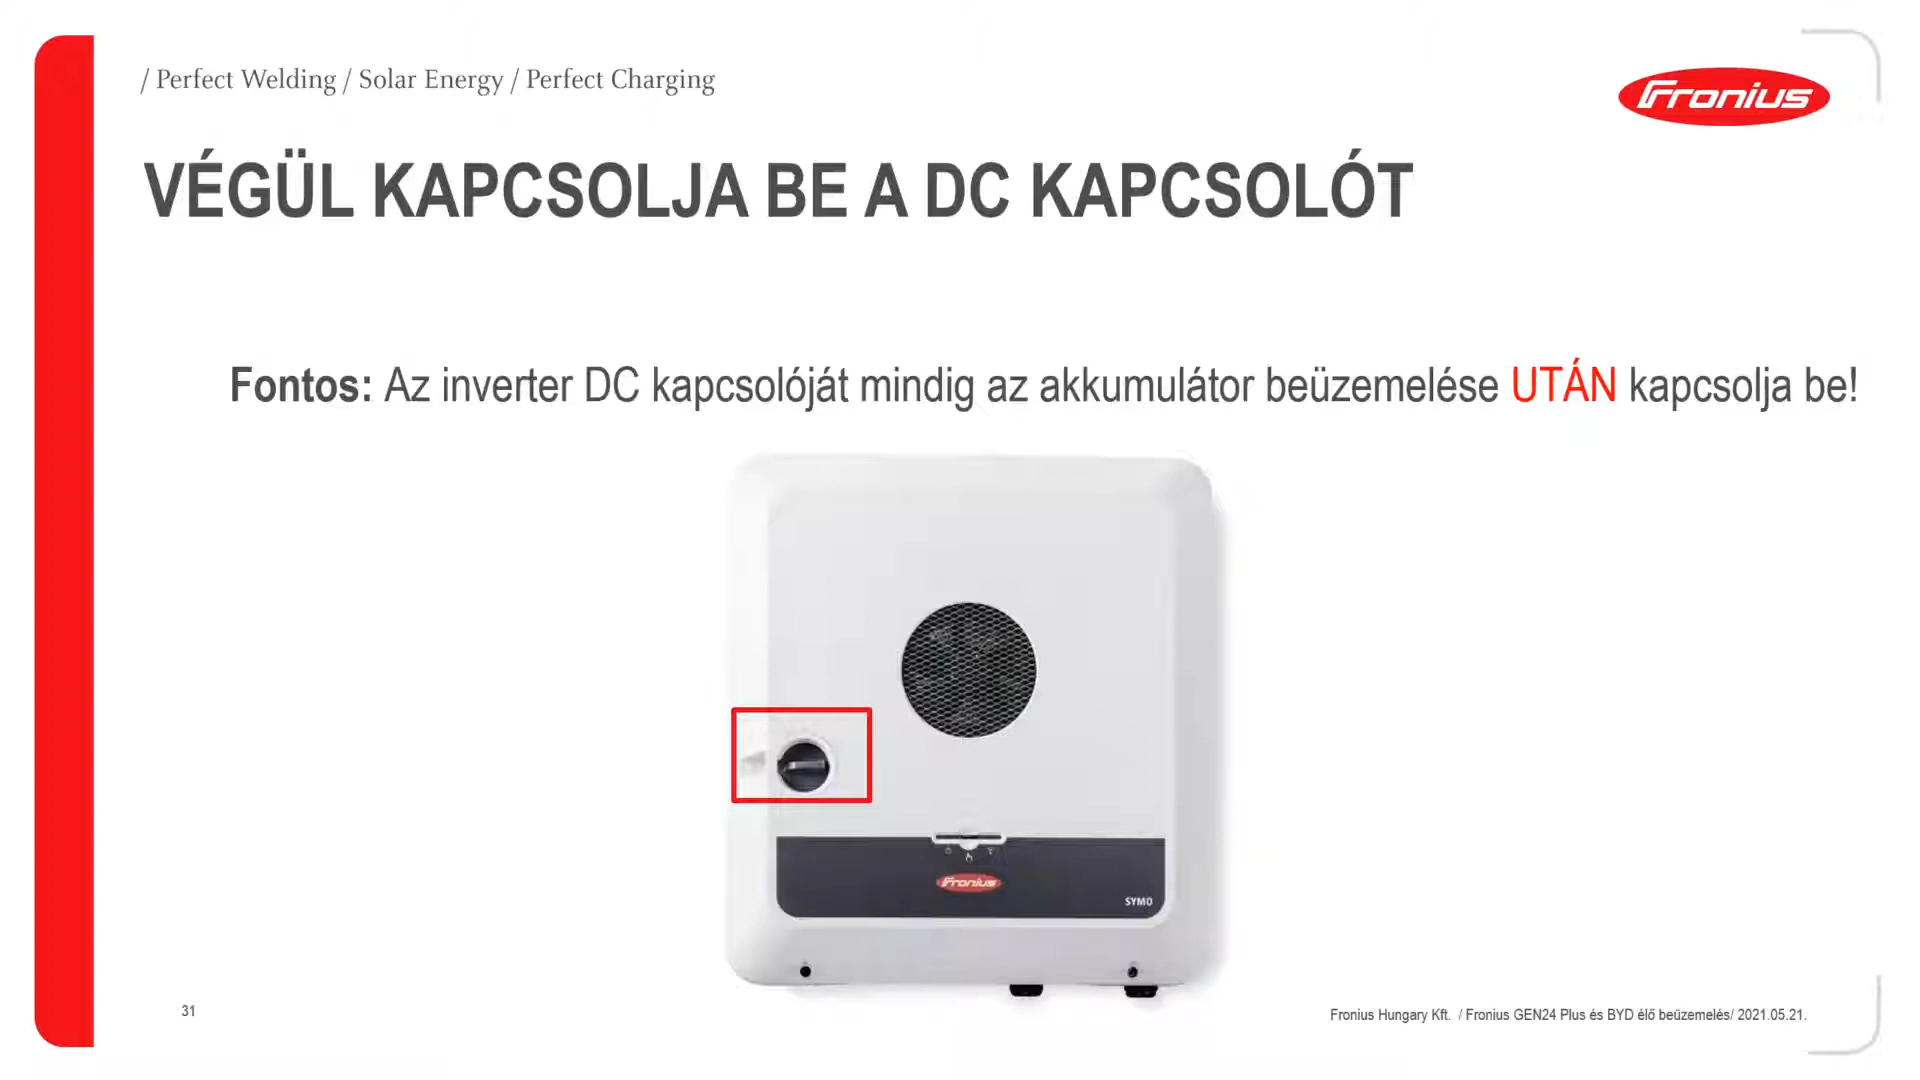 / Perfect Welding / Solar Energy / Perfect Charging
Fronius
VÉGÜL KAPCSOLJA BE A DC KAPCSOLÓT
Fontos: Az inverter DC kapcsolóját mindig az akkumulátor beüzemelése UTÁN kapcsolja be!
Fronius
SYMO
31
Fronius Hungary Kft. / Fronius GEN24 Plus és BYD élő beüzemelés/ 2021.05.21.